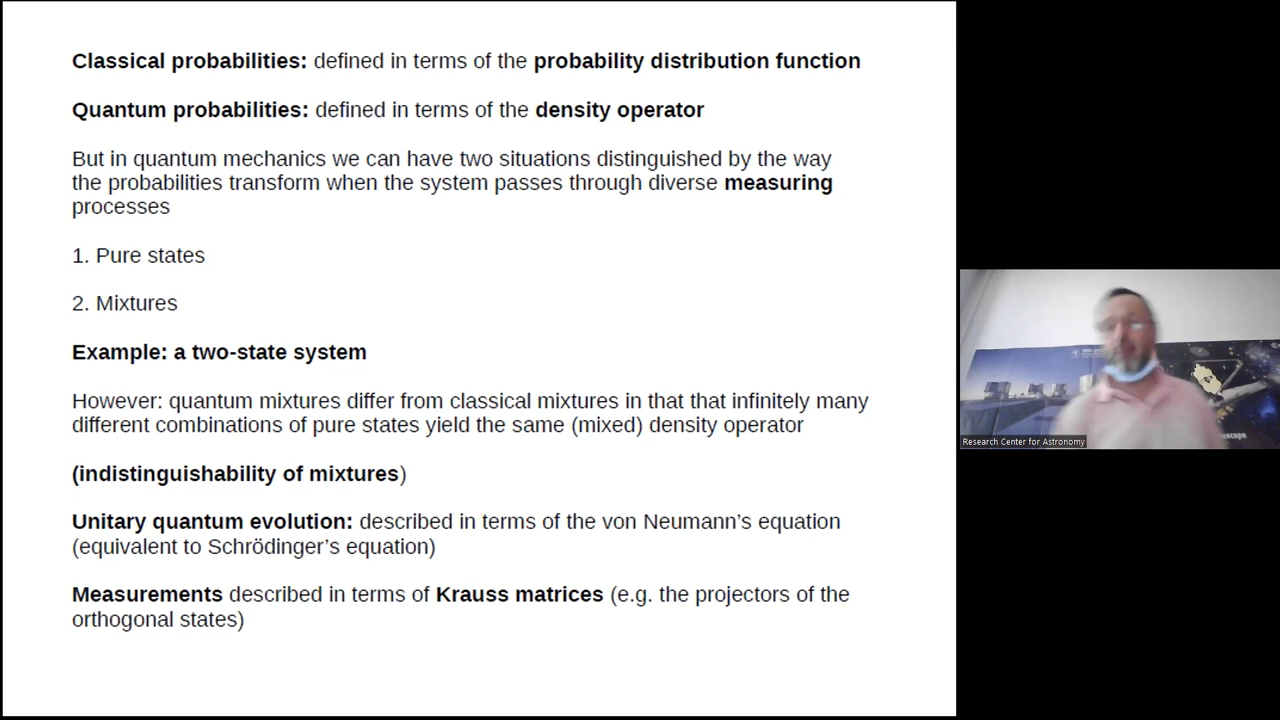 Classical probabilities: defined in terms of the probability distribution function
Quantum probabilities: defined in terms of the density operator
But in quantum mechanics we can have two situations distinguished by the way
the probabilities transform when the system passes through diverse measuring
processes
1. Pure states
2. Mixtures
Example: a two-state system
However: quantum mixtures differ from classical mixtures in that that infinitely many
different combinations of pure states yield the same (mixed) density operator
(indistinguishability of mixtures)
Unitary quantum evolution: described in terms of the von Neumann’s equation
(equivalent to Schrödinger’s equation)
Measurements described in terms of Krauss matrices (e.g. the projectors of the
orthogonal states)
Research Center for Astronomy